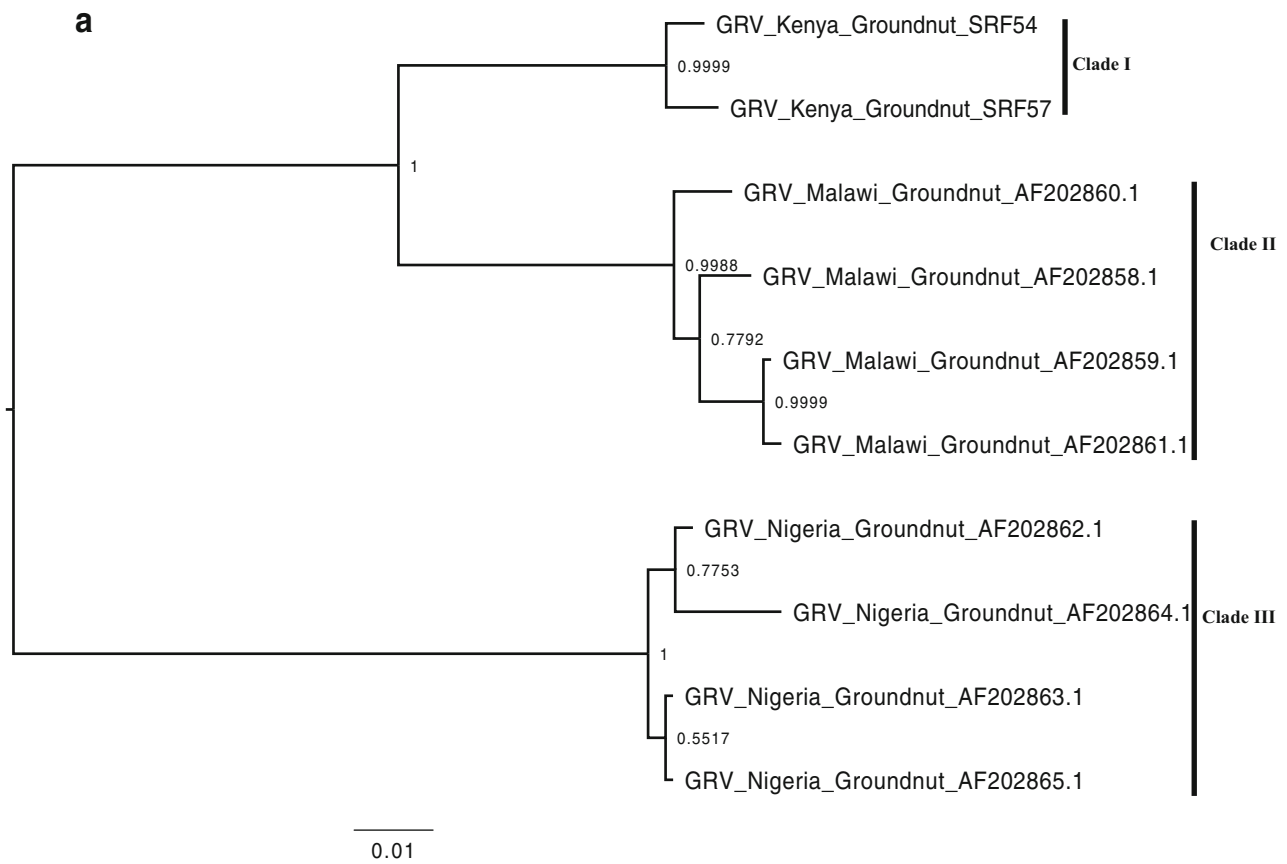 a
GRV_Kenya_Groundnut_SRF54
0.9999
Clade I
GRV_Kenya_Groundnut_SRF57
1
GRV_Malawi_Groundnut_AF202860.1
Clade II
0.9988
GRV_Malawi_Groundnut_AF202858.1
0.7792
GRV_Malawi_Groundnut_AF202859.1
0.9999
GRV_Malawi_Groundnut_AF202861.1
GRV_Nigeria_Groundnut_AF202862.1
0.7753
GRV_Nigeria_Groundnut_AF202864.1
Clade III
1
GRV_Nigeria_Groundnut_AF202863.1
0.5517
GRV_Nigeria_Groundnut_AF202865.1
0.01